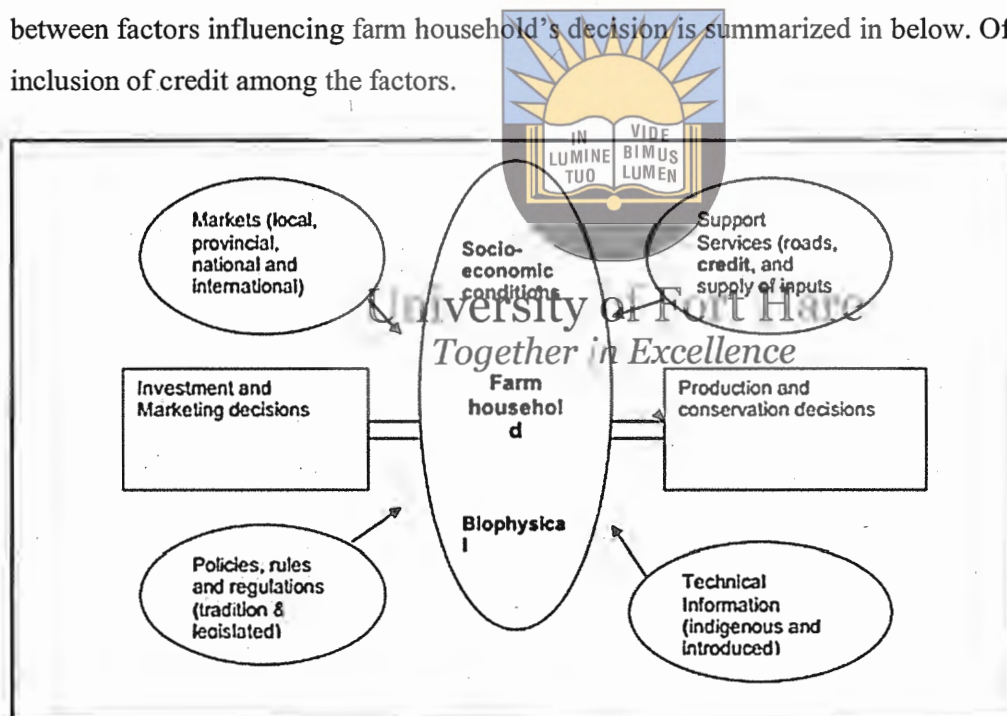 between factors influencing farm household's decision is summarized in below. Of
inclusion of credit among the factors.
IN
LUMINE
TUO
VIDE
BIMUS
LUMEN
Markets (local,
provincial,
national and
international)
Socio-
economic
conditions
Support
Services (roads,
credit, and
supply of inputs
University of Fort Hare
Together in Excellence
Investment and
Marketing decisions
Farm
househol
d
Production and
conservation decisions
Biophysica
l
Policies, rules
and regulations
(tradition &
legislated)
Technical
Information
(indigenous and
introduced)